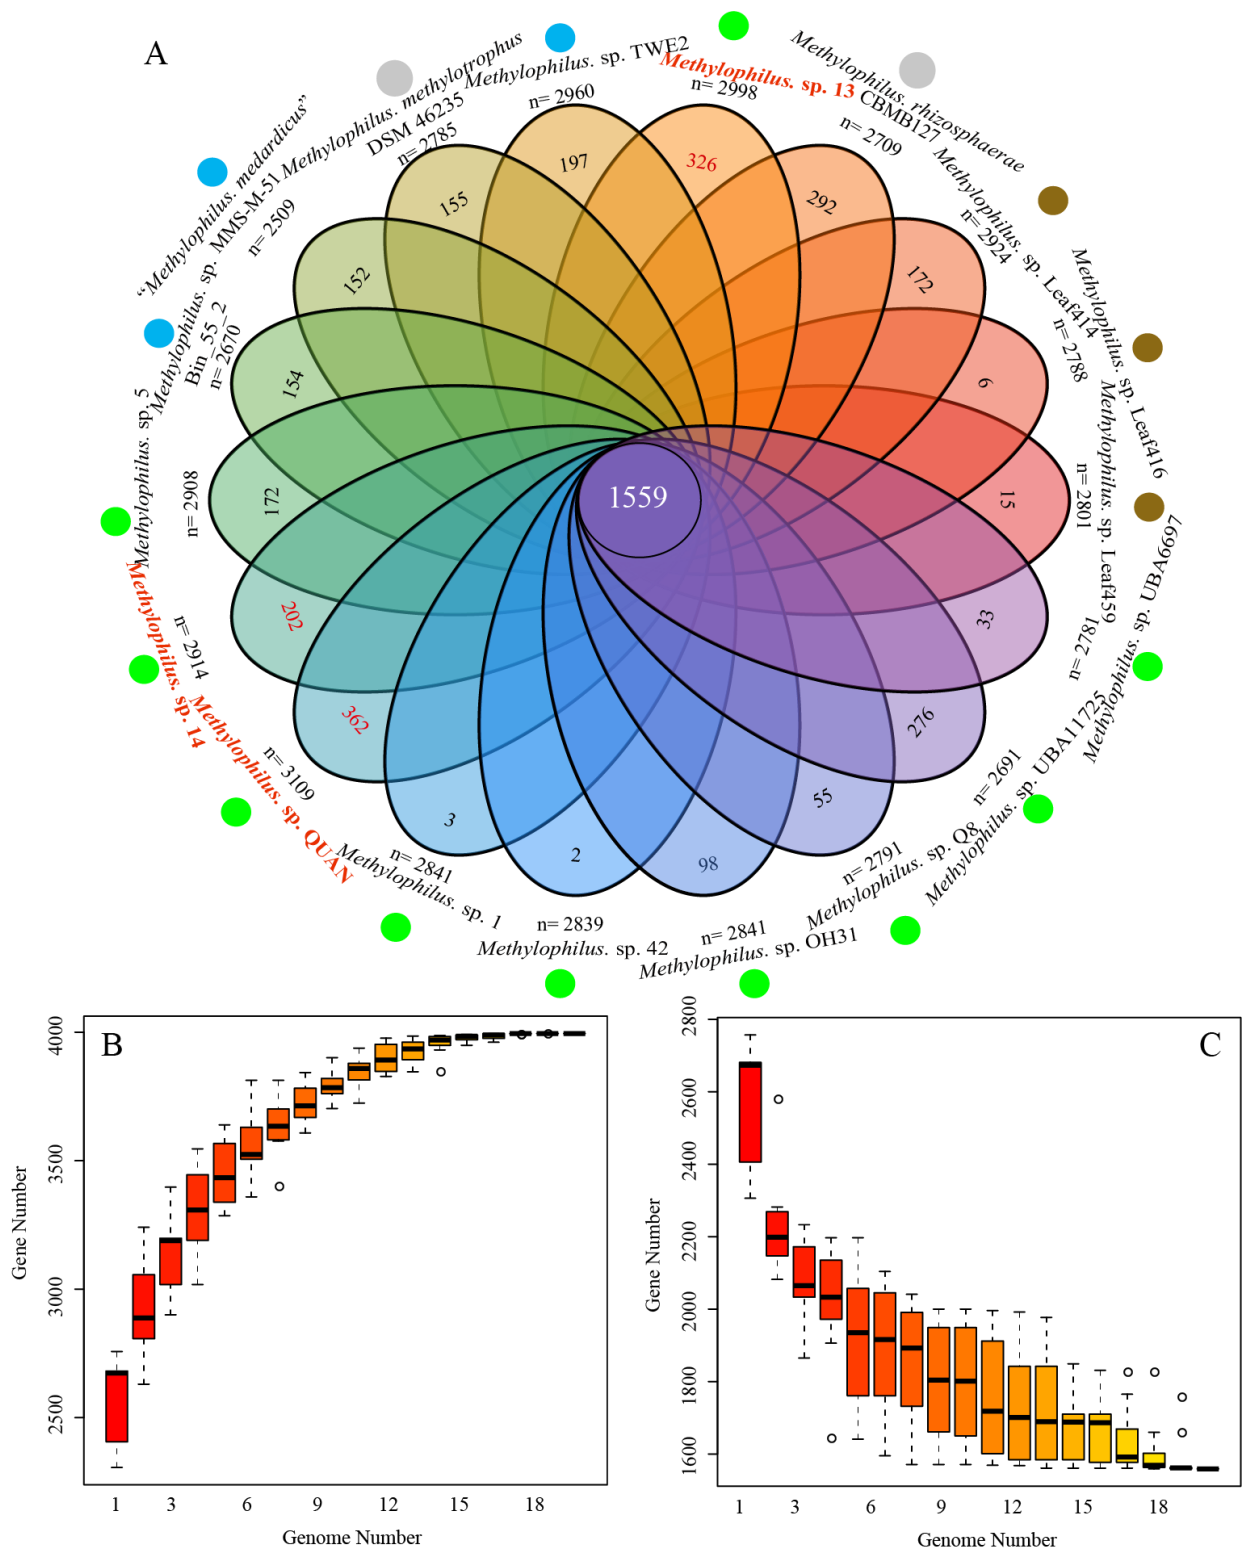 A
Methylophilus. sp. TWE2
n= 2960
197
Methylophilus. sp. 13
n= 2998
326
Methylophilus. rhizosphaerae
CBMB127
n= 2709
292
Methylophilus. sp. Leaf414
n= 2924
172
Methylophilus. sp. Leaf416
n= 2788
6
Methylophilus. sp. Leaf459
n= 2801
15
Methylophilus. sp. UBA6697
n= 2781
33
Methylophilus. sp. UBA11725
n= 2691
276
Methylophilus. sp. Q8
n= 2791
55
Methylophilus. sp. OH31
n= 2841
98
Methylophilus. sp. 42
n= 2839
2
Methylophilus. sp. 1
n= 2841
3
Methylophilus. sp. QUAN
n= 3109
362
Methylophilus. sp. 14
n= 2914
202
Methylophilus. sp. 5
n= 2908
172
Methylophilus. sp. MMS-M-51
Bin_55_2
n= 2670
154
“Methylophilus. medardicus”
n= 2509
152
Methylophilus. methylotrophus
DSM 46235
n= 2785
155
1559
B
Gene Number
4000
3500
3000
2500
1 3 6 9 12 15 18
Genome Number
C
Gene Number
2800
2600
2400
2200
2000
1800
1600
1 3 6 9 12 15 18
Genome Number